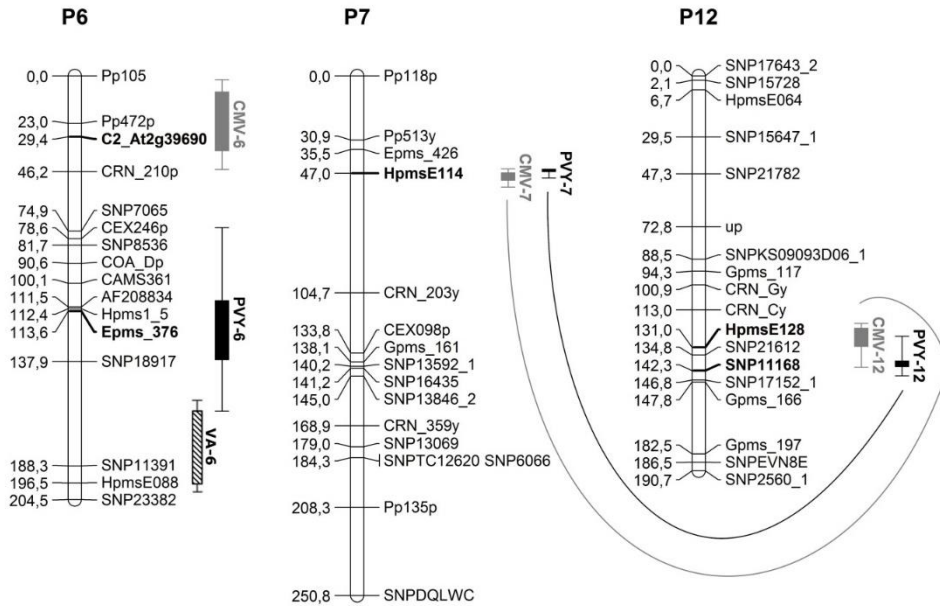 P6
0,0 Pp105
23,0 Pp472p
29,4 C2_At2g39690
46,2 CRN_210p
74,9 SNP7065
78,6 CEX246p
81,7 SNP8536
90,6 COA_Dp
100,1 CAMS361
111,5 AF208834
112,4 Hpms1_5
113,6 Epms_376
137,9 SNP18917
188,3 SNP11391
196,5 HpmsE088
204,5 SNP23382
CMV-6
PVY-6
VA-6
P7
0,0 Pp118p
30,9 Pp513y
35,5 Epms_426
47,0 HpmsE114
104,7 CRN_203y
133,8 CEX098p
138,1 Gpms_161
140,2 SNP13592_1
141,2 SNP16435
145,0 SNP13846_2
168,9 CRN_359y
179,0 SNP13069
184,3 SNPTC12620 SNP6066
208,3 Pp135p
250,8 SNPDQLWC
CMV-7
PVY-7
P12
0,0 SNP17643_2
2,1 SNP15728
6,7 HpmsE064
29,5 SNP15647_1
47,3 SNP21782
72,8 up
88,5 SNPKS09093D06_1
94,3 Gpms_117
100,9 CRN_Gy
113,0 CRN_Cy
131,0 HpmsE128
134,8 SNP21612
142,3 SNP11168
146,8 SNP17152_1
147,8 Gpms_166
182,5 Gpms_197
186,5 SNPEVN8E
190,7 SNP2560_1
CMV-12
PVY-12